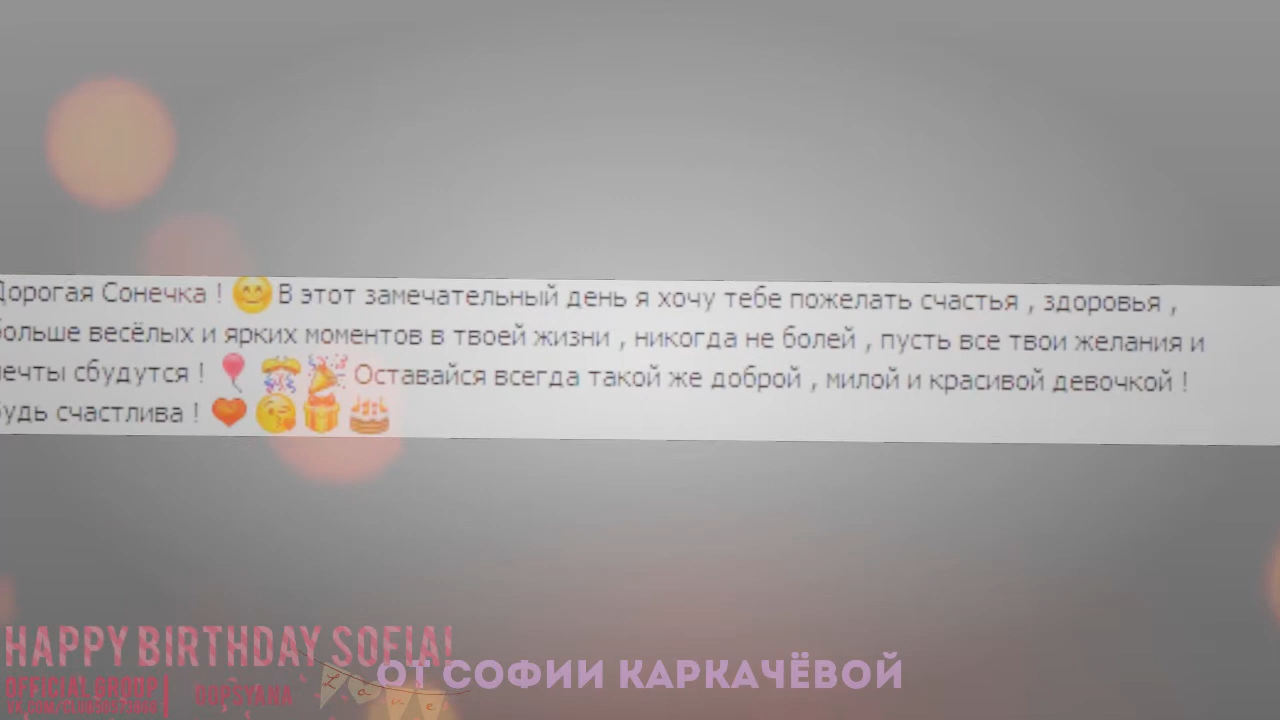 Дорогая Сонечка ! 😊 В этот замечательный день я хочу тебе пожелать счастья , здоровья ,
больше весёлых и ярких моментов в твоей жизни , никогда не болей , пусть все твои желания и
мечты сбудутся ! 🎈 🎊 🎉 Оставайся всегда такой же доброй , милой и красивой девочкой !
Будь счастлива ! ❤ 😘 🎁 🎂
HAPPY BIRTHDAY SOFIA!
ОТ СОФИИ КАРКАЧЁВОЙ
OFFICIAL GROUP
OOPSYANA
Love